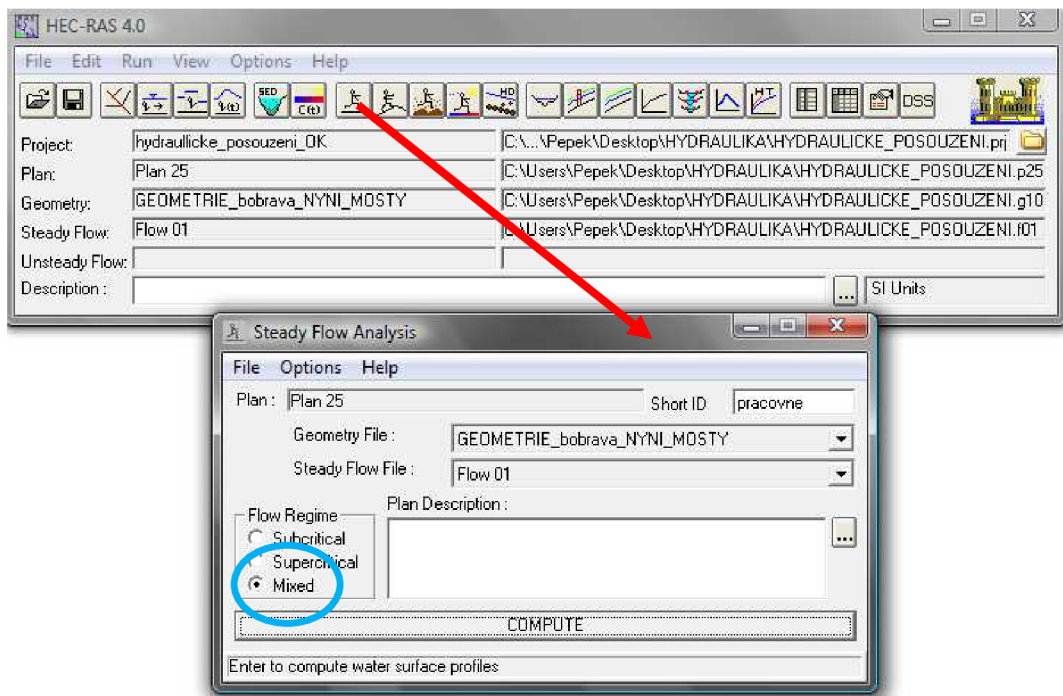 HEC-RAS 4.0
File Edit Run View Options Help
SED C(t) HD HT DSS
Project: hydraullicke_posouzeni_OK C:\...\Pepek\Desktop\HYDRAULIKA\HYDRAULICKE_POSOUZENI.prj
Plan: Plan 25 C:\Users\Pepek\Desktop\HYDRAULIKA\HYDRAULICKE_POSOUZENI.p25
Geometry: GEOMETRIE_bobrava_NYNI_MOSTY C:\Users\Pepek\Desktop\HYDRAULIKA\HYDRAULICKE_POSOUZENI.g10
Steady Flow: Flow 01 C:\Users\Pepek\Desktop\HYDRAULIKA\HYDRAULICKE_POSOUZENI.f01
Unsteady Flow:
Description : ... SI Units
Steady Flow Analysis
File Options Help
Plan : Plan 25 Short ID pracovne
Geometry File : GEOMETRIE_bobrava_NYNI_MOSTY
Steady Flow File : Flow 01
Flow Regime Plan Description :
Subcritical ...
Supercritical
Mixed
COMPUTE
Enter to compute water surface profiles